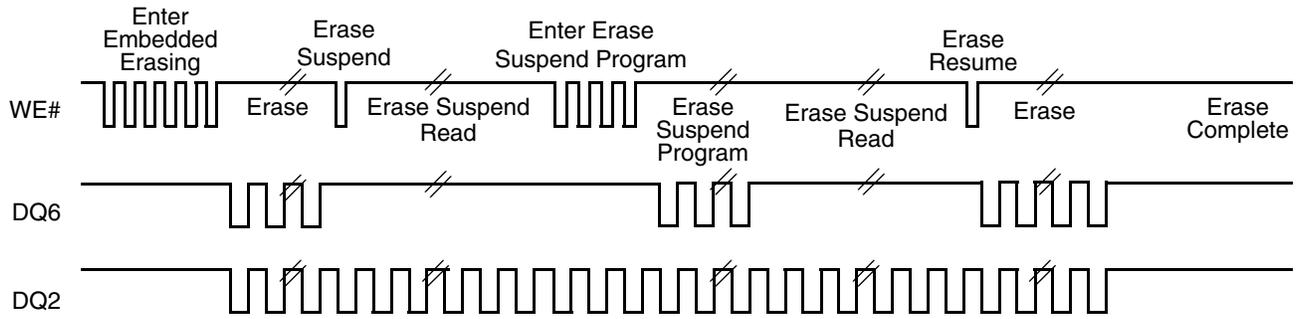 Enter
Embedded
Erasing
Erase
Suspend
Enter Erase
Suspend Program
Erase
Resume
WE#
Erase
Erase Suspend
Read
Erase
Suspend
Program
Erase Suspend
Read
Erase
Erase
Complete
DQ6
DQ2